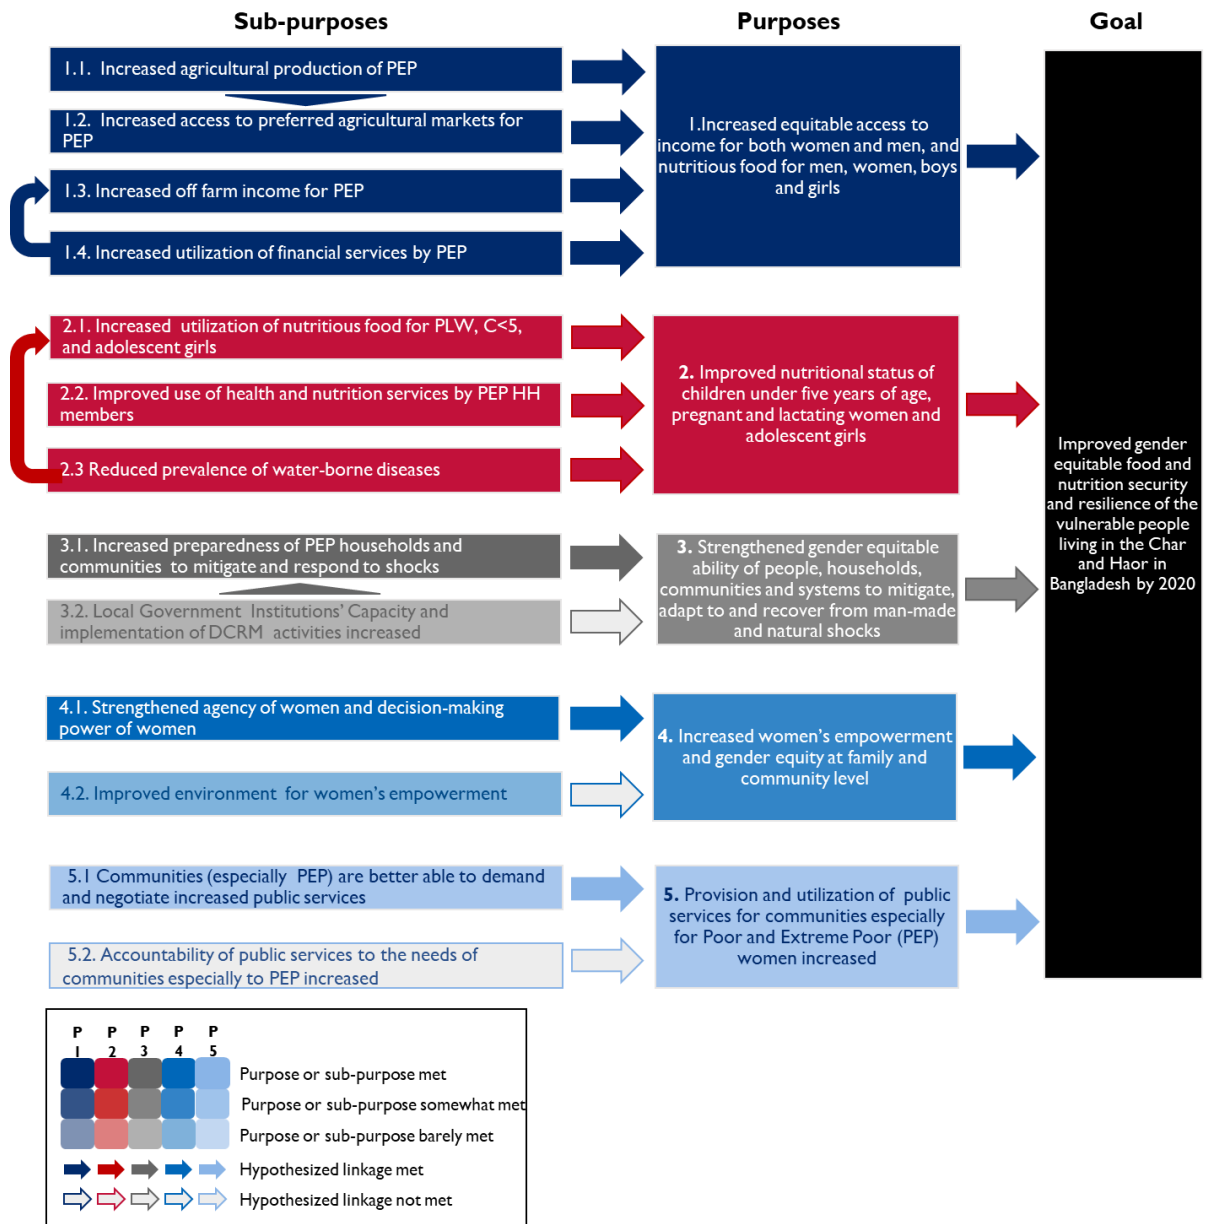 Sub-purposes
Purposes
Goal
1.1. Increased agricultural production of PEP
1.2. Increased access to preferred agricultural markets for
PEP
1.3. Increased off farm income for PEP
1.4. Increased utilization of financial services by PEP
1.Increased equitable access to
income for both women and men, and
nutritious food for men, women, boys
and girls
2.1. Increased utilization of nutritious food for PLW, C<5,
and adolescent girls
2.2. Improved use of health and nutrition services by PEP HH
members
2.3 Reduced prevalence of water-borne diseases
2. Improved nutritional status of
children under five years of age,
pregnant and lactating women and
adolescent girls
3.1. Increased preparedness of PEP households and
communities to mitigate and respond to shocks
3.2. Local Government Institutions' Capacity and
implementation of DCRM activities increased
3. Strengthened gender equitable
ability of people, households,
communities and systems to mitigate,
adapt to and recover from man-made
and natural shocks
4.1. Strengthened agency of women and decision-making
power of women
4.2. Improved environment for women's empowerment
4. Increased women's empowerment
and gender equity at family and
community level
5.1 Communities (especially PEP) are better able to demand
and negotiate increased public services
5.2. Accountability of public services to the needs of
communities especially to PEP increased
5. Provision and utilization of public
services for communities especially
for Poor and Extreme Poor (PEP)
women increased
Improved gender
equitable food and
nutrition security
and resilience of the
vulnerable people
living in the Char
and Haor in
Bangladesh by 2020
P P P P P
1 2 3 4 5
Purpose or sub-purpose met
Purpose or sub-purpose somewhat met
Purpose or sub-purpose barely met
Hypothesized linkage met
Hypothesized linkage not met